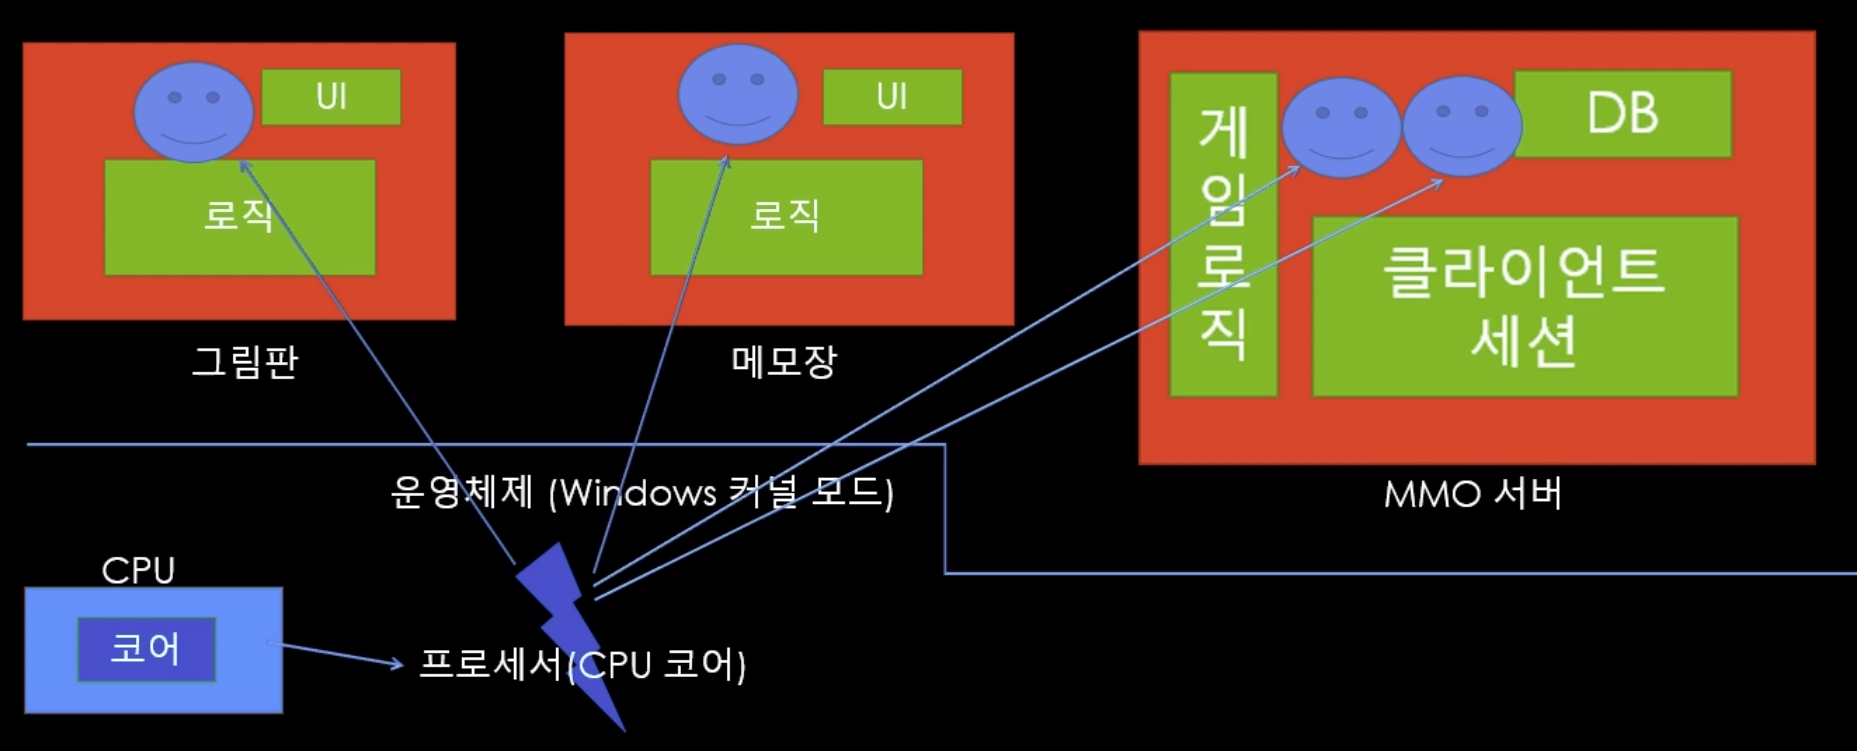 UI
로직
그림판
UI
로직
메모장
게
임
로
직
DB
클라이언트
세션
MMO 서버
운영체제 (Windows 커널 모드)
CPU
코어
프로세서(CPU 코어)